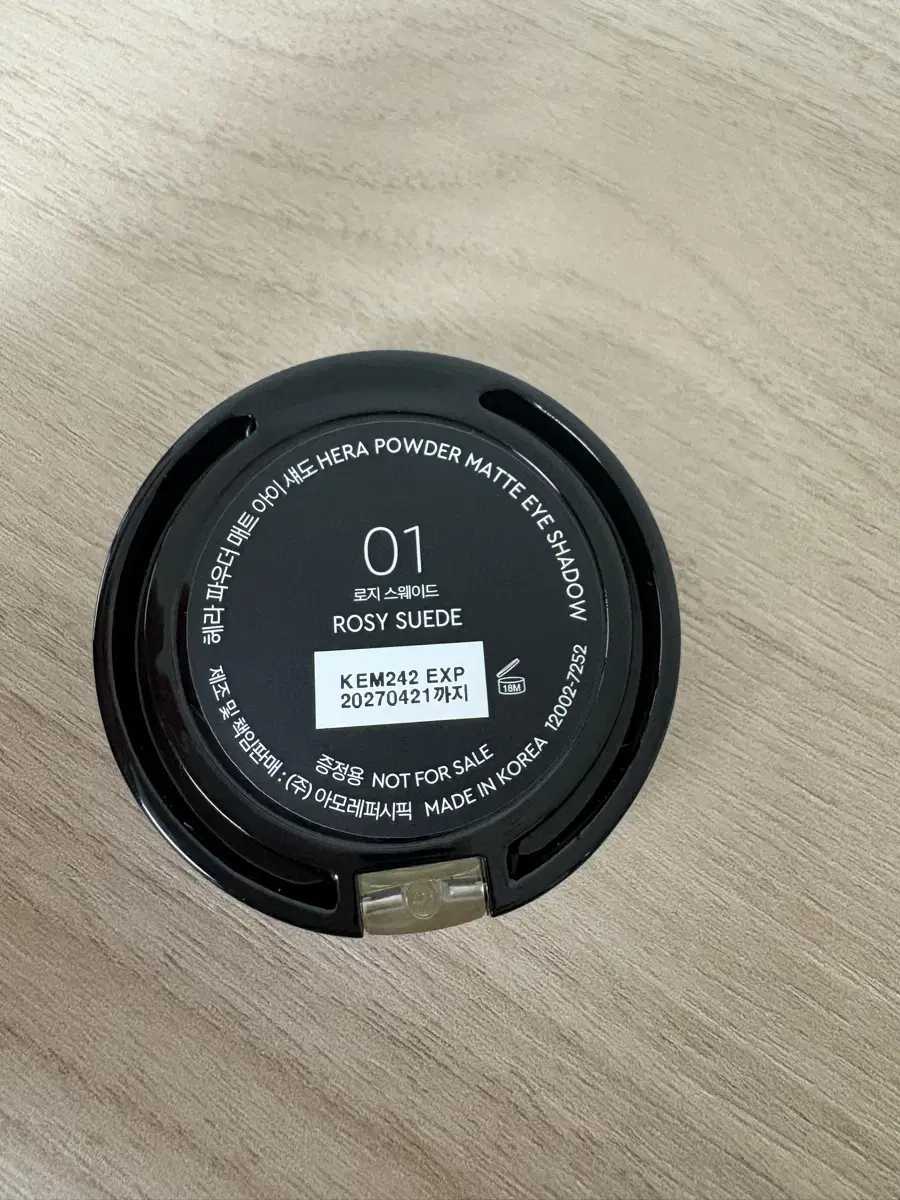 헤라 파우더 매트 아이 섀도 HERA POWDER MATTE EYE SHADOW
01
로지 스웨이드
ROSY SUEDE
KEM242 EXP
20270421까지
18M
증정용 NOT FOR SALE
제조 및 책임판매 : (주) 아모레퍼시픽 MADE IN KOREA 12002-7252